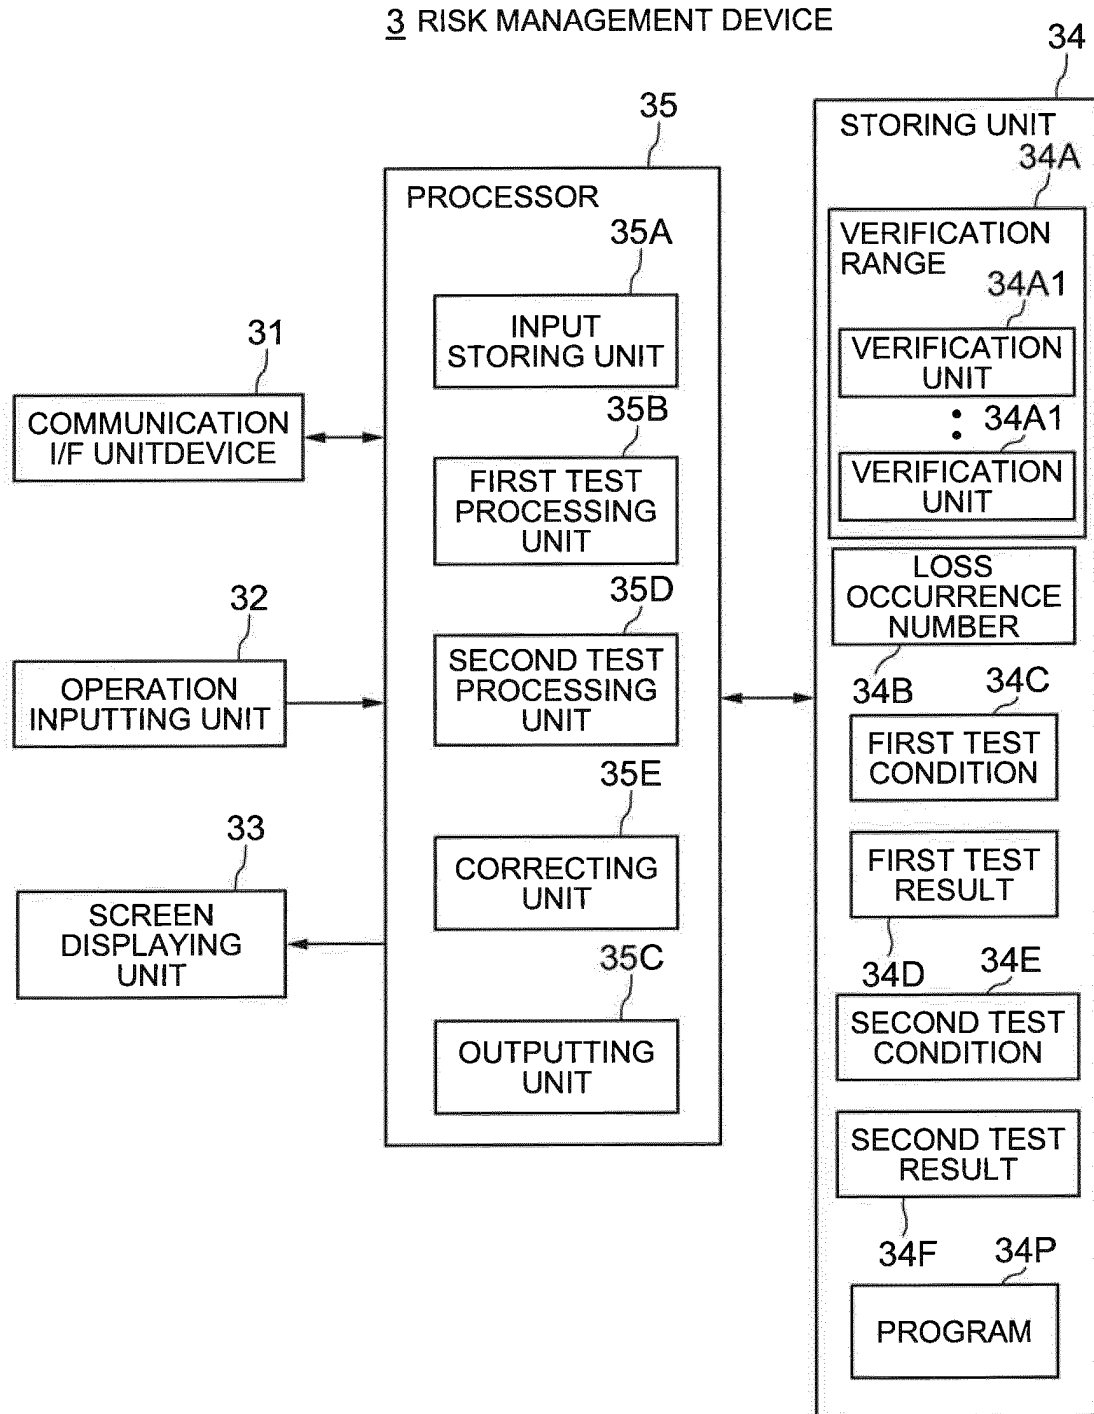 3 RISK MANAGEMENT DEVICE
31
COMMUNICATION
I/F UNITDEVICE
32
OPERATION
INPUTTING UNIT
33
SCREEN
DISPLAYING
UNIT
35
PROCESSOR
35A
INPUT
STORING UNIT
35B
FIRST TEST
PROCESSING
UNIT
35D
SECOND TEST
PROCESSING
UNIT
35E
CORRECTING
UNIT
35C
OUTPUTTING
UNIT
34
STORING UNIT
34A
VERIFICATION
RANGE
34A1
VERIFICATION
UNIT
34A1
VERIFICATION
UNIT
LOSS
OCCURRENCE
NUMBER
34B
34C
FIRST TEST
CONDITION
FIRST TEST
RESULT
34D
34E
SECOND TEST
CONDITION
SECOND TEST
RESULT
34F
34P
PROGRAM